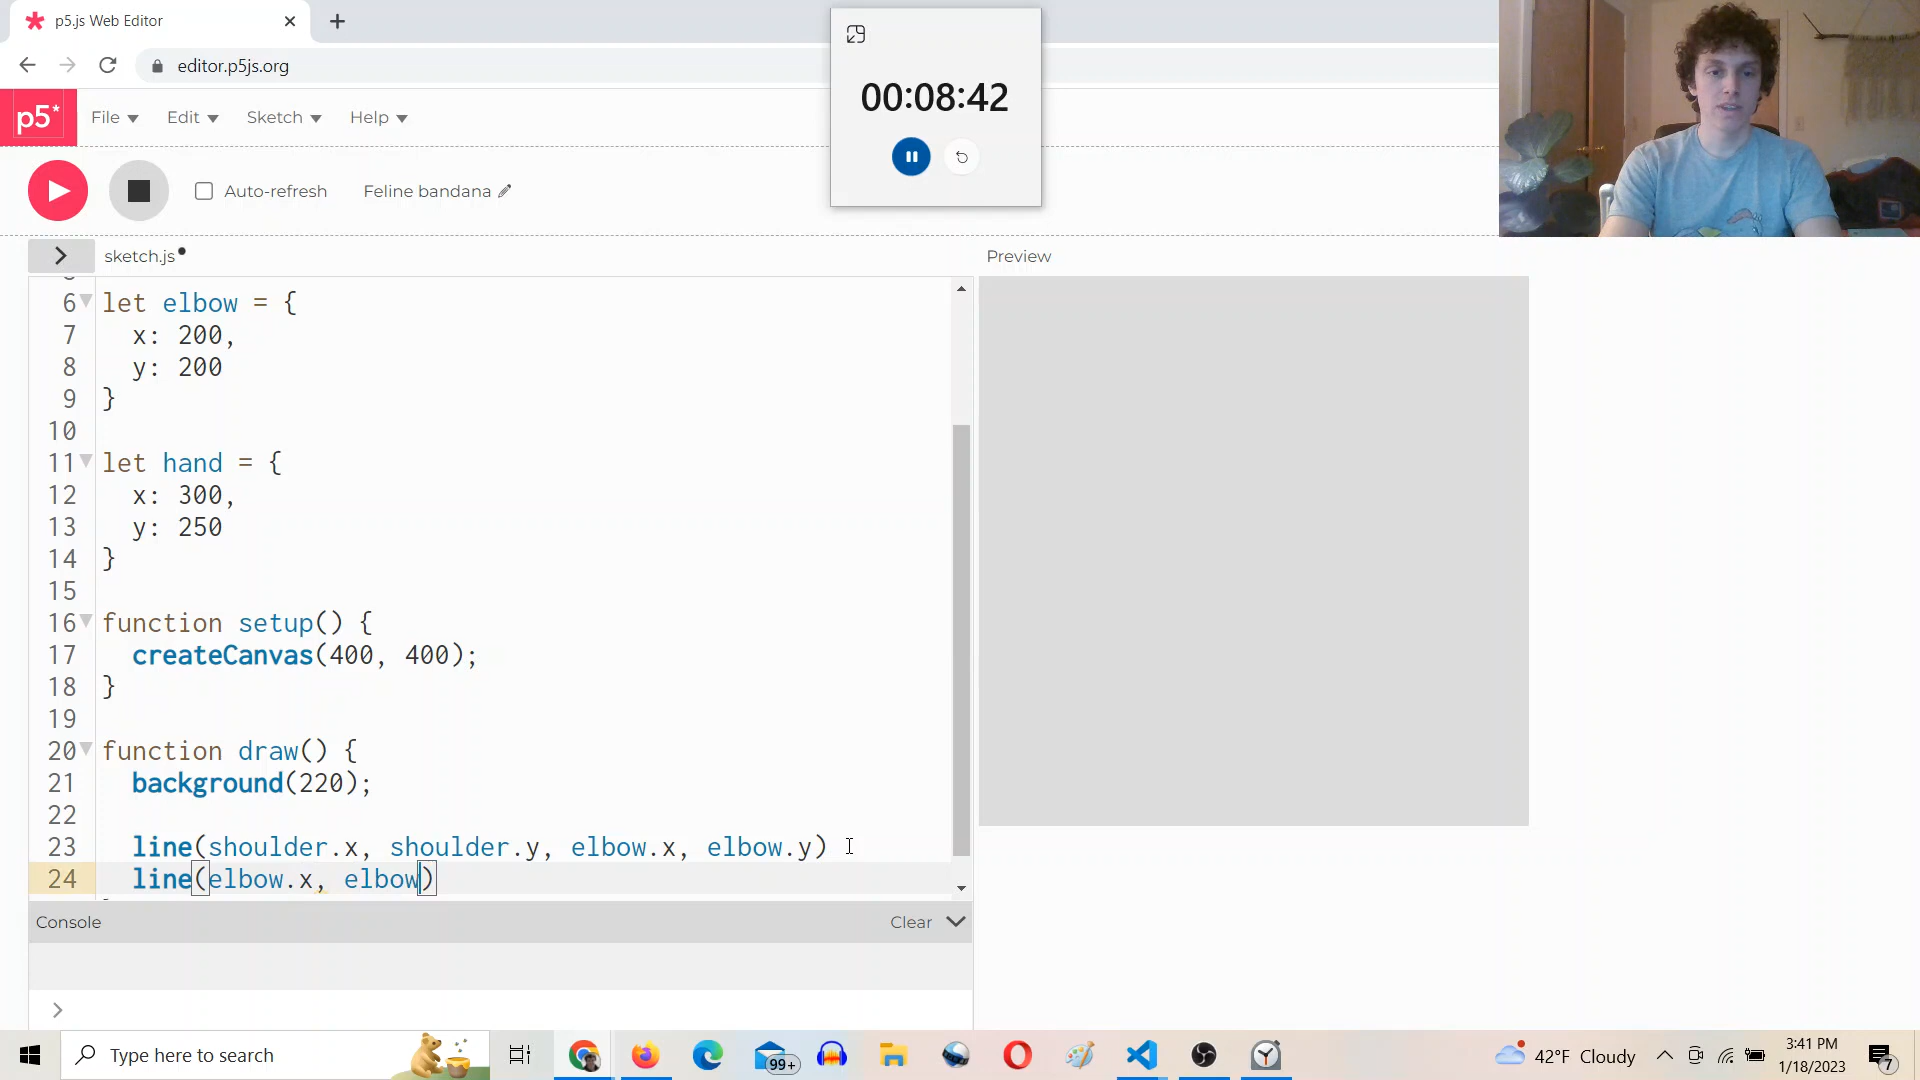 p5.js Web Editor
editor.p5js.org
00:08:42
p5*
File
Edit
Sketch
Help
Auto-refresh
Feline bandana
sketch.js
Preview
6 let elbow = {
7 x: 200,
8 y: 200
9 }
10
11 let hand = {
12 x: 300,
13 y: 250
14 }
15
16 function setup() {
17 createCanvas(400, 400);
18 }
19
20 function draw() {
21 background(220);
22
23 line(shoulder.x, shoulder.y, elbow.x, elbow.y)
24 line(elbow.x, elbow)
Console
Clear
>
Type here to search
99+
42°F Cloudy
3:41 PM
1/18/2023
7